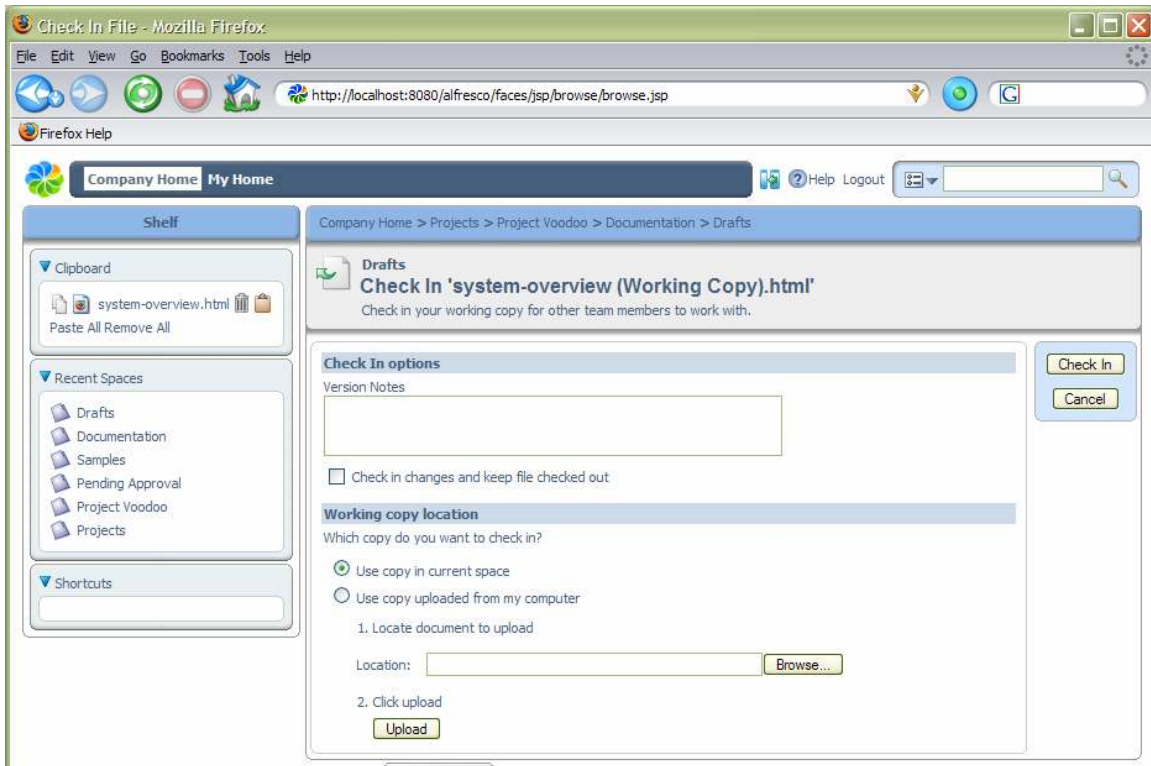 Check In File - Mozilla Firefox
File Edit View Go Bookmarks Tools Help
http://localhost:8080/alfresco/faces/jsp/browse/browse.jsp
G
Firefox Help
Company Home My Home
Help Logout
Shelf
Company Home > Projects > Project Voodoo > Documentation > Drafts
Clipboard
system-overview.html
Paste All Remove All
Recent Spaces
Drafts
Documentation
Samples
Pending Approval
Project Voodoo
Projects
Shortcuts
Drafts
Check In 'system-overview (Working Copy).html'
Check in your working copy for other team members to work with.
Check In options
Version Notes
Check in changes and keep file checked out
Working copy location
Which copy do you want to check in?
Use copy in current space
Use copy uploaded from my computer
1. Locate document to upload
Location: Browse...
2. Click upload
Upload
Check In
Cancel